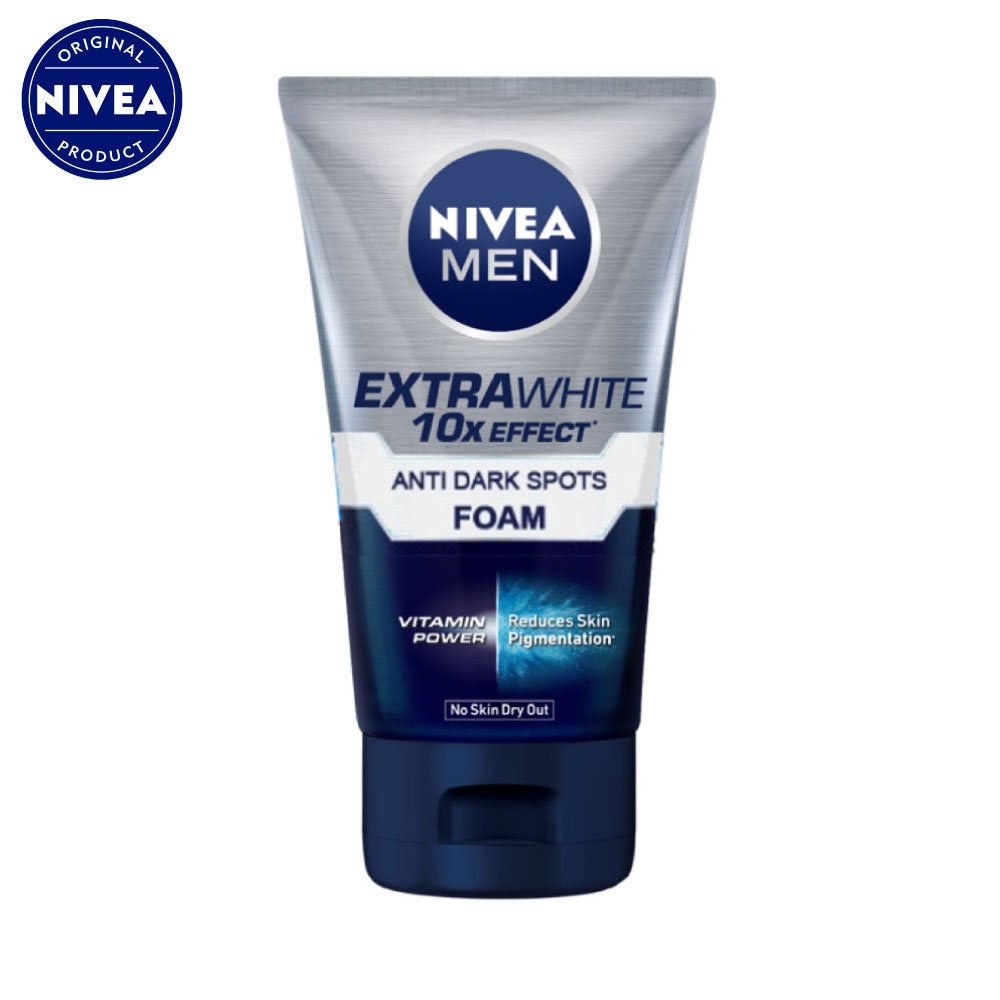 ORIGINAL
NIVEA
PRODUCT
NIVEA
MEN
EXTRAWHITE
10x EFFECT*
ANTI DARK SPOTS
FOAM
VITAMIN
POWER
Reduces Skin
Pigmentation*
No Skin Dry Out